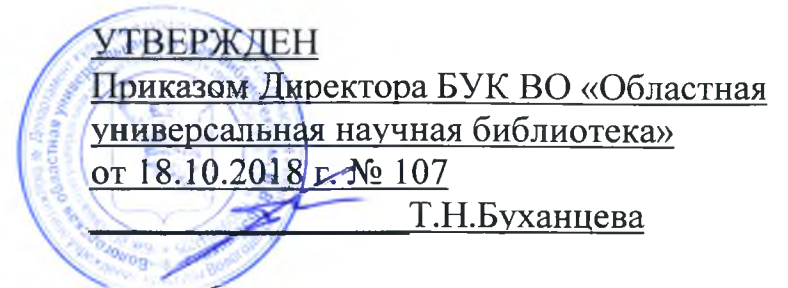 УТВЕРЖДЕН
Приказом Директора БУК ВО «Областная
универсальная научная библиотека»
от 18.10.2018 г. № 107
Т.Н.Буханцева